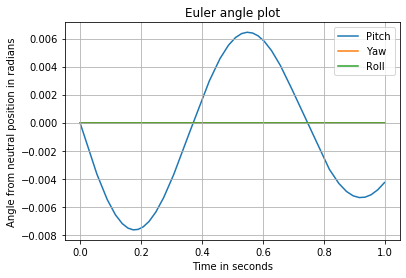 Euler angle plot
Angle from neutral position in radians
0.006
0.004
0.002
0.000
−0.002
−0.004
−0.006
−0.008
Pitch
Yaw
Roll
0.0 0.2 0.4 0.6 0.8 1.0
Time in seconds